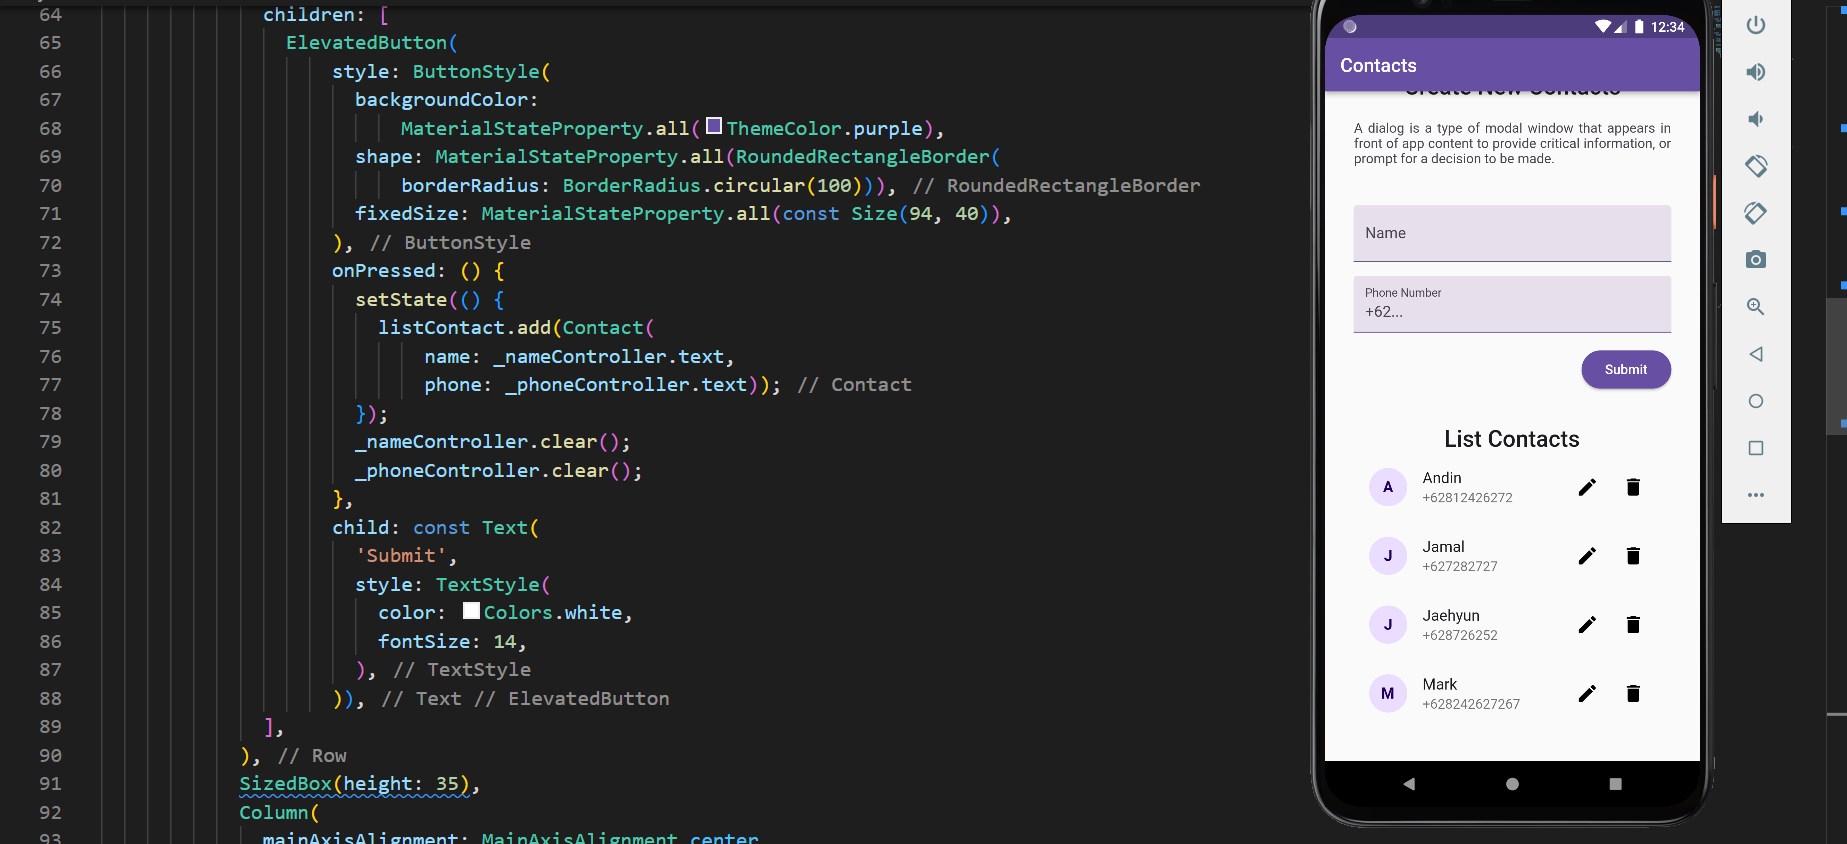 64 children: [
65 ElevatedButton(
66 style: ButtonStyle(
67 backgroundColor:
68 MaterialStateProperty.all(ThemeColor.purple),
69 shape: MaterialStateProperty.all(RoundedRectangleBorder(
70 borderRadius: BorderRadius.circular(100))), // RoundedRectangleBorder
71 fixedSize: MaterialStateProperty.all(const Size(94, 40)),
72 ), // ButtonStyle
73 onPressed: () {
74 setState(() {
75 listContact.add(Contact(
76 name: _nameController.text,
77 phone: _phoneController.text)); // Contact
78 });
79 _nameController.clear();
80 _phoneController.clear();
81 },
82 child: const Text(
83 'Submit',
84 style: TextStyle(
85 color: Colors.white,
86 fontSize: 14,
87 ), // TextStyle
88 )), // Text // ElevatedButton
89 ],
90 ), // Row
91 SizedBox(height: 35),
92 Column(
93 mainAxisAlignment: MainAxisAlignment.center
12:34
Contacts
Create New Contacts
A dialog is a type of modal window that appears in
front of app content to provide critical information, or
prompt for a decision to be made.
Name
Phone Number
+62...
Submit
List Contacts
A
Andin
+62812426272
J
Jamal
+627282727
J
Jaehyun
+628726252
M
Mark
+628242627267